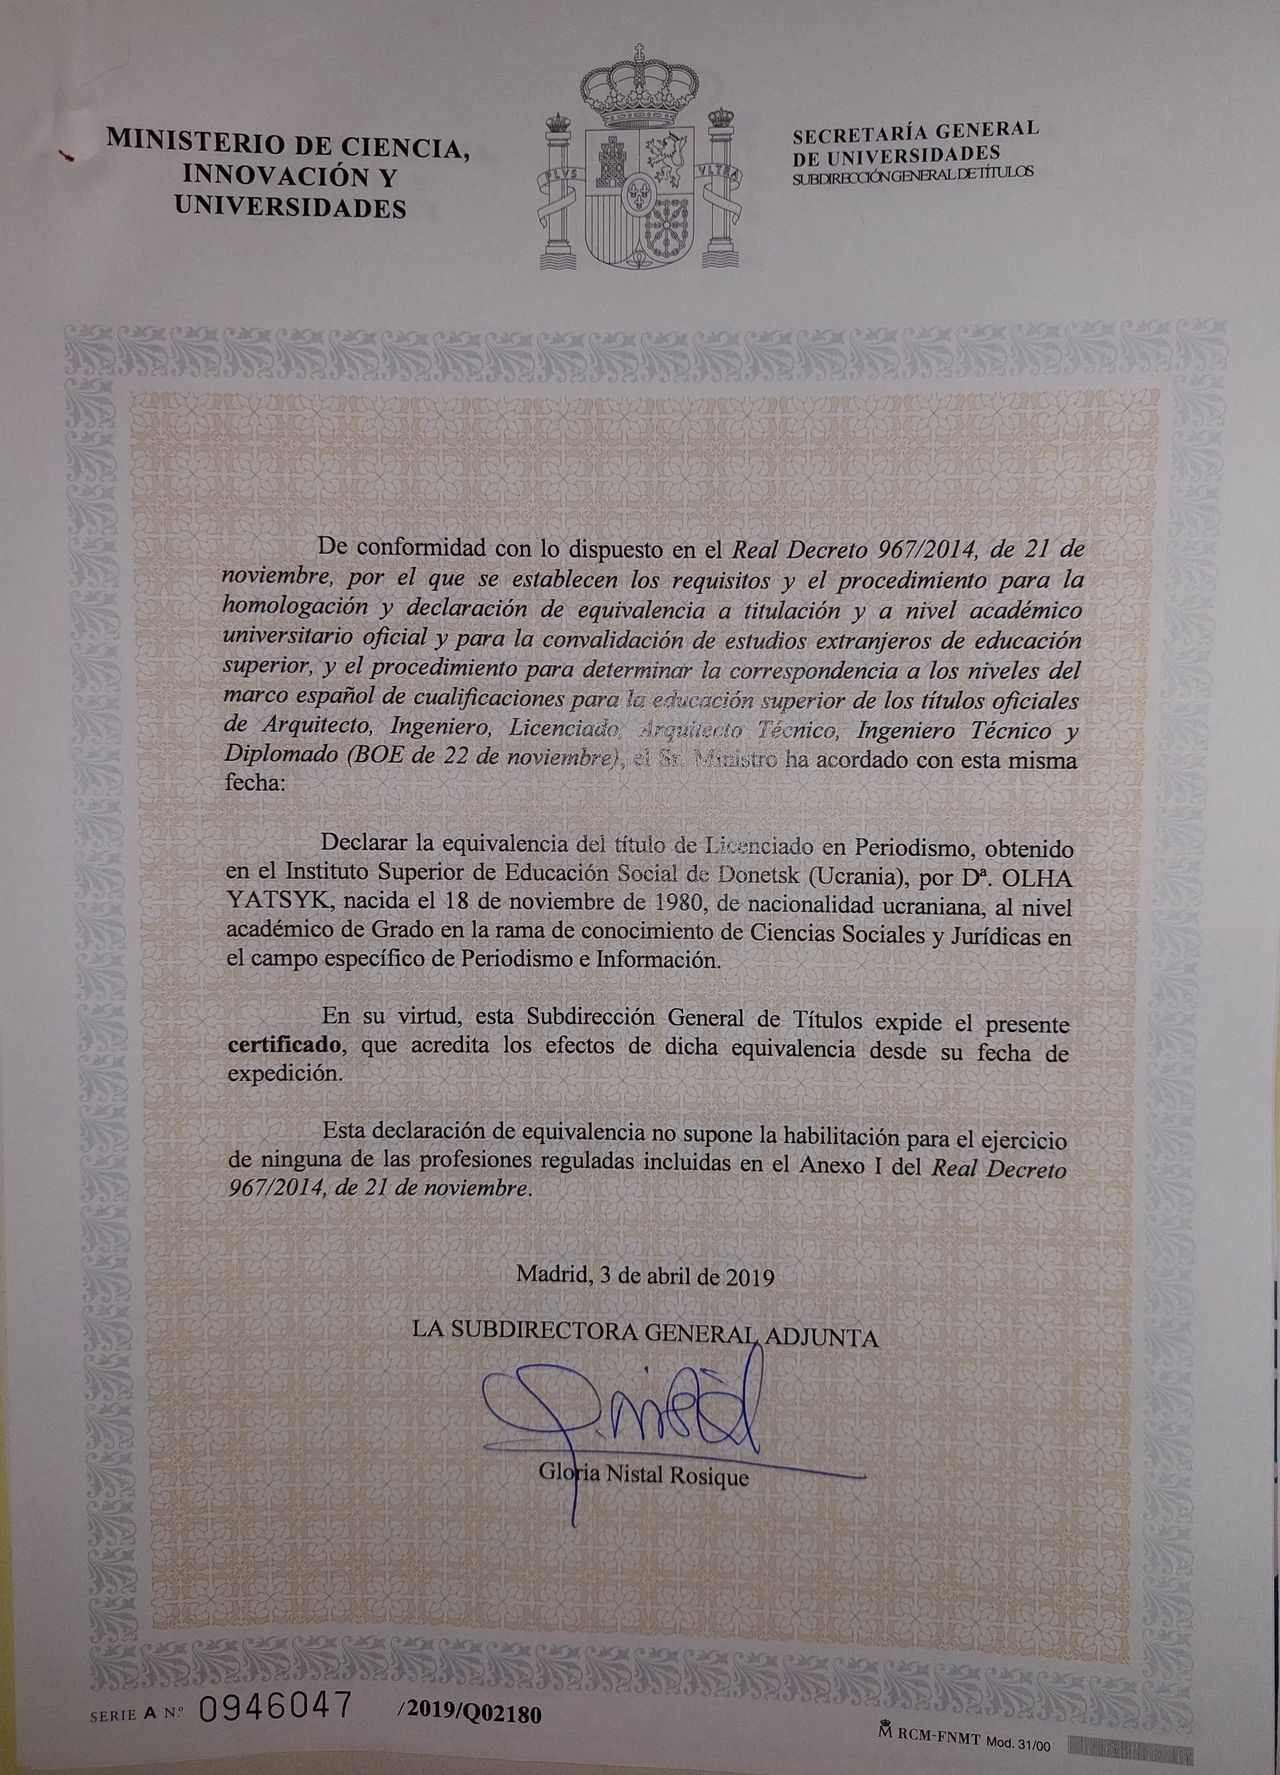 MINISTERIO DE CIENCIA,
INNOVACIÓN Y
UNIVERSIDADES
PLVS
VLTRA
SECRETARÍA GENERAL
DE UNIVERSIDADES
SUBDIRECCIÓN GENERAL DE TÍTULOS
De conformidad con lo dispuesto en el Real Decreto 967/2014, de 21 de
noviembre, por el que se establecen los requisitos y el procedimiento para la
homologación y declaración de equivalencia a titulación y a nivel académico
universitario oficial y para la convalidación de estudios extranjeros de educación
superior, y el procedimiento para determinar la correspondencia a los niveles del
marco español de cualificaciones para la educación superior de los títulos oficiales
de Arquitecto, Ingeniero, Licenciado, Arquitecto Técnico, Ingeniero Técnico y
Diplomado (BOE de 22 de noviembre), el Sr. Ministro ha acordado con esta misma
fecha:
Declarar la equivalencia del título de Licenciado en Periodismo, obtenido
en el Instituto Superior de Educación Social de Donetsk (Ucrania), por Dª. OLHA
YATSYK, nacida el 18 de noviembre de 1980, de nacionalidad ucraniana, al nivel
académico de Grado en la rama de conocimiento de Ciencias Sociales y Jurídicas en
el campo específico de Periodismo e Información.
En su virtud, esta Subdirección General de Títulos expide el presente
certificado, que acredita los efectos de dicha equivalencia desde su fecha de
expedición.
Esta declaración de equivalencia no supone la habilitación para el ejercicio
de ninguna de las profesiones reguladas incluidas en el Anexo I del Real Decreto
967/2014, de 21 de noviembre.
Madrid, 3 de abril de 2019
LA SUBDIRECTORA GENERAL ADJUNTA
Gloria Nistal Rosique
SERIE A N.º 0946047 /2019/Q02180
M RCM-FNMT Mod. 31/00